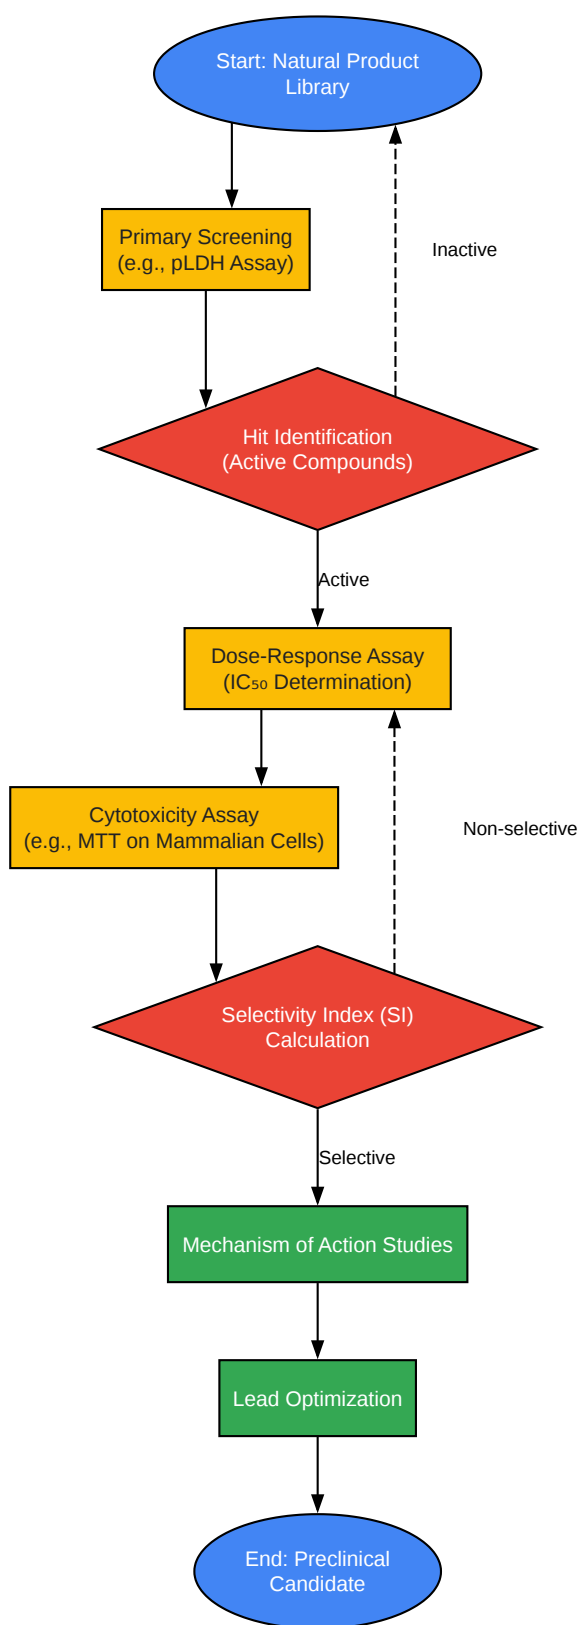 Start: Natural Product
Library
Primary Screening
(e.g., pLDH Assay)
Inactive
Hit Identification
(Active Compounds)
Active
Dose-Response Assay
(IC₅₀ Determination)
Cytotoxicity Assay
(e.g., MTT on Mammalian Cells)
Non-selective
Selectivity Index (SI)
Calculation
Selective
Mechanism of Action Studies
Lead Optimization
End: Preclinical
Candidate